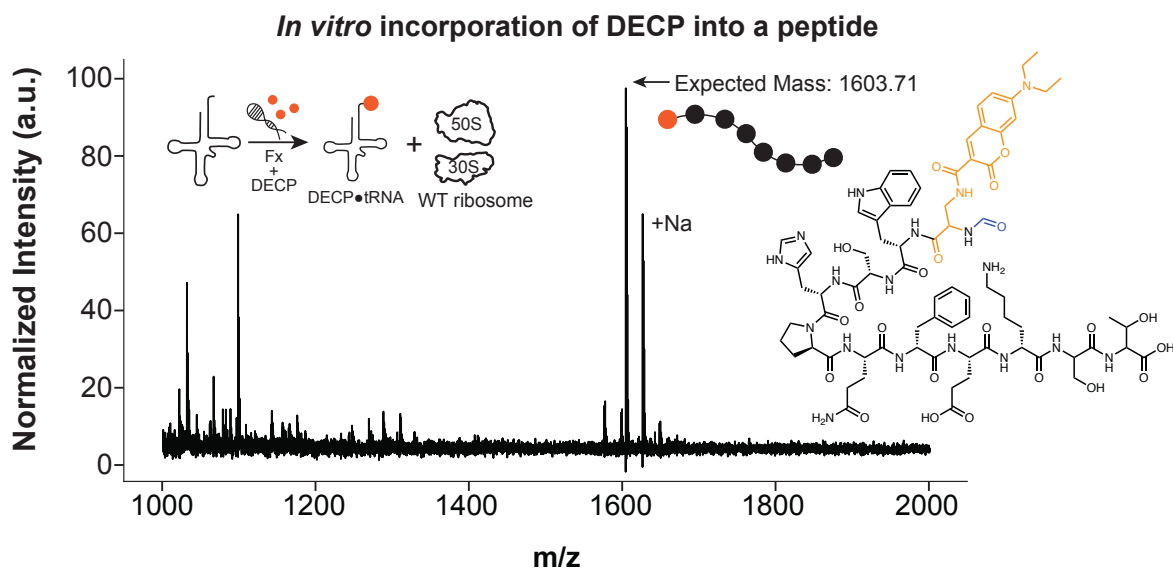 In vitro incorporation of DECP into a peptide
Normalized Intensity (a.u.)
100
80
60
40
20
0
1000
1200
1400
1600
1800
2000
m/z
Expected Mass: 1603.71
+Na
Fx
+
DECP
DECP●tRNA
+
50S
30S
WT ribosome
N
O
O
O
HN
HN
O
NH
O
HO
H
N
O
N
H
O
N
HN
H
N
O
N
O
H
N
O
H2N
O
N
H
O
H
N
HO
O
O
N
H
NH2
O
H
N
OH
O
N
H
OH
OH
O